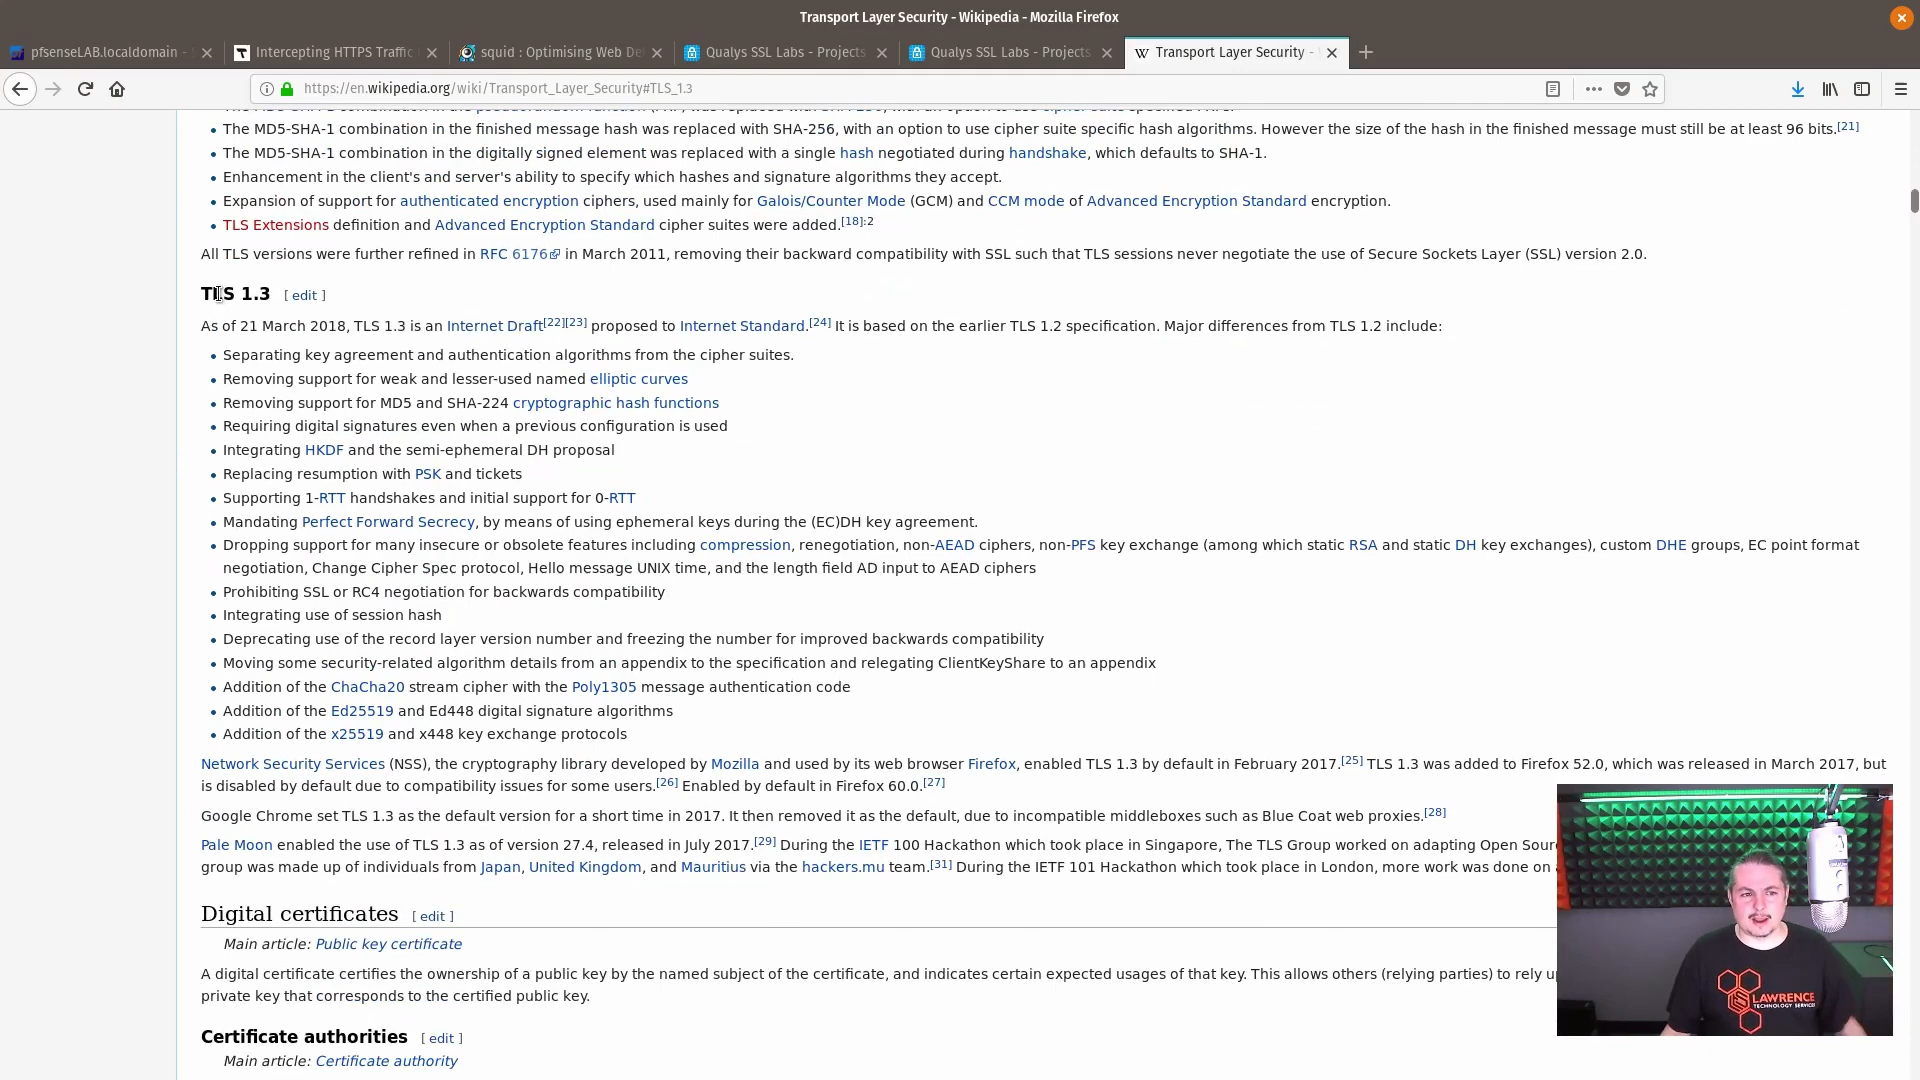 Transport Layer Security - Wikipedia - Mozilla Firefox
pfsenseLAB.localdomain -
Intercepting HTTPS Traffic
squid : Optimising Web De
Qualys SSL Labs - Projects
Qualys SSL Labs - Projects
Transport Layer Security -
https://en.wikipedia.org/wiki/Transport_Layer_Security#TLS_1.3
The MD5-SHA-1 combination in the finished message hash was replaced with SHA-256, with an option to use cipher suite specific hash algorithms. However the size of the hash in the finished message must still be at least 96 bits.[21]
The MD5-SHA-1 combination in the digitally signed element was replaced with a single hash negotiated during handshake, which defaults to SHA-1.
Enhancement in the client's and server's ability to specify which hashes and signature algorithms they accept.
Expansion of support for authenticated encryption ciphers, used mainly for Galois/Counter Mode (GCM) and CCM mode of Advanced Encryption Standard encryption.
TLS Extensions definition and Advanced Encryption Standard cipher suites were added.[18]:2
All TLS versions were further refined in RFC 6176 in March 2011, removing their backward compatibility with SSL such that TLS sessions never negotiate the use of Secure Sockets Layer (SSL) version 2.0.
TLS 1.3 [ edit ]
As of 21 March 2018, TLS 1.3 is an Internet Draft[22][23] proposed to Internet Standard.[24] It is based on the earlier TLS 1.2 specification. Major differences from TLS 1.2 include:
Separating key agreement and authentication algorithms from the cipher suites.
Removing support for weak and lesser-used named elliptic curves
Removing support for MD5 and SHA-224 cryptographic hash functions
Requiring digital signatures even when a previous configuration is used
Integrating HKDF and the semi-ephemeral DH proposal
Replacing resumption with PSK and tickets
Supporting 1-RTT handshakes and initial support for 0-RTT
Mandating Perfect Forward Secrecy, by means of using ephemeral keys during the (EC)DH key agreement.
Dropping support for many insecure or obsolete features including compression, renegotiation, non-AEAD ciphers, non-PFS key exchange (among which static RSA and static DH key exchanges), custom DHE groups, EC point format
negotiation, Change Cipher Spec protocol, Hello message UNIX time, and the length field AD input to AEAD ciphers
Prohibiting SSL or RC4 negotiation for backwards compatibility
Integrating use of session hash
Deprecating use of the record layer version number and freezing the number for improved backwards compatibility
Moving some security-related algorithm details from an appendix to the specification and relegating ClientKeyShare to an appendix
Addition of the ChaCha20 stream cipher with the Poly1305 message authentication code
Addition of the Ed25519 and Ed448 digital signature algorithms
Addition of the x25519 and x448 key exchange protocols
Network Security Services (NSS), the cryptography library developed by Mozilla and used by its web browser Firefox, enabled TLS 1.3 by default in February 2017.[25] TLS 1.3 was added to Firefox 52.0, which was released in March 2017, but
is disabled by default due to compatibility issues for some users.[26] Enabled by default in Firefox 60.0.[27]
Google Chrome set TLS 1.3 as the default version for a short time in 2017. It then removed it as the default, due to incompatible middleboxes such as Blue Coat web proxies.[28]
Pale Moon enabled the use of TLS 1.3 as of version 27.4, released in July 2017.[29] During the IETF 100 Hackathon which took place in Singapore, The TLS Group worked on adapting Open Sour
group was made up of individuals from Japan, United Kingdom, and Mauritius via the hackers.mu team.[31] During the IETF 101 Hackathon which took place in London, more work was done on
Digital certificates [ edit ]
Main article: Public key certificate
A digital certificate certifies the ownership of a public key by the named subject of the certificate, and indicates certain expected usages of that key. This allows others (relying parties) to rely u
private key that corresponds to the certified public key.
Certificate authorities [ edit ]
Main article: Certificate authority
LAWRENCE
TECHNOLOGY SERVICES